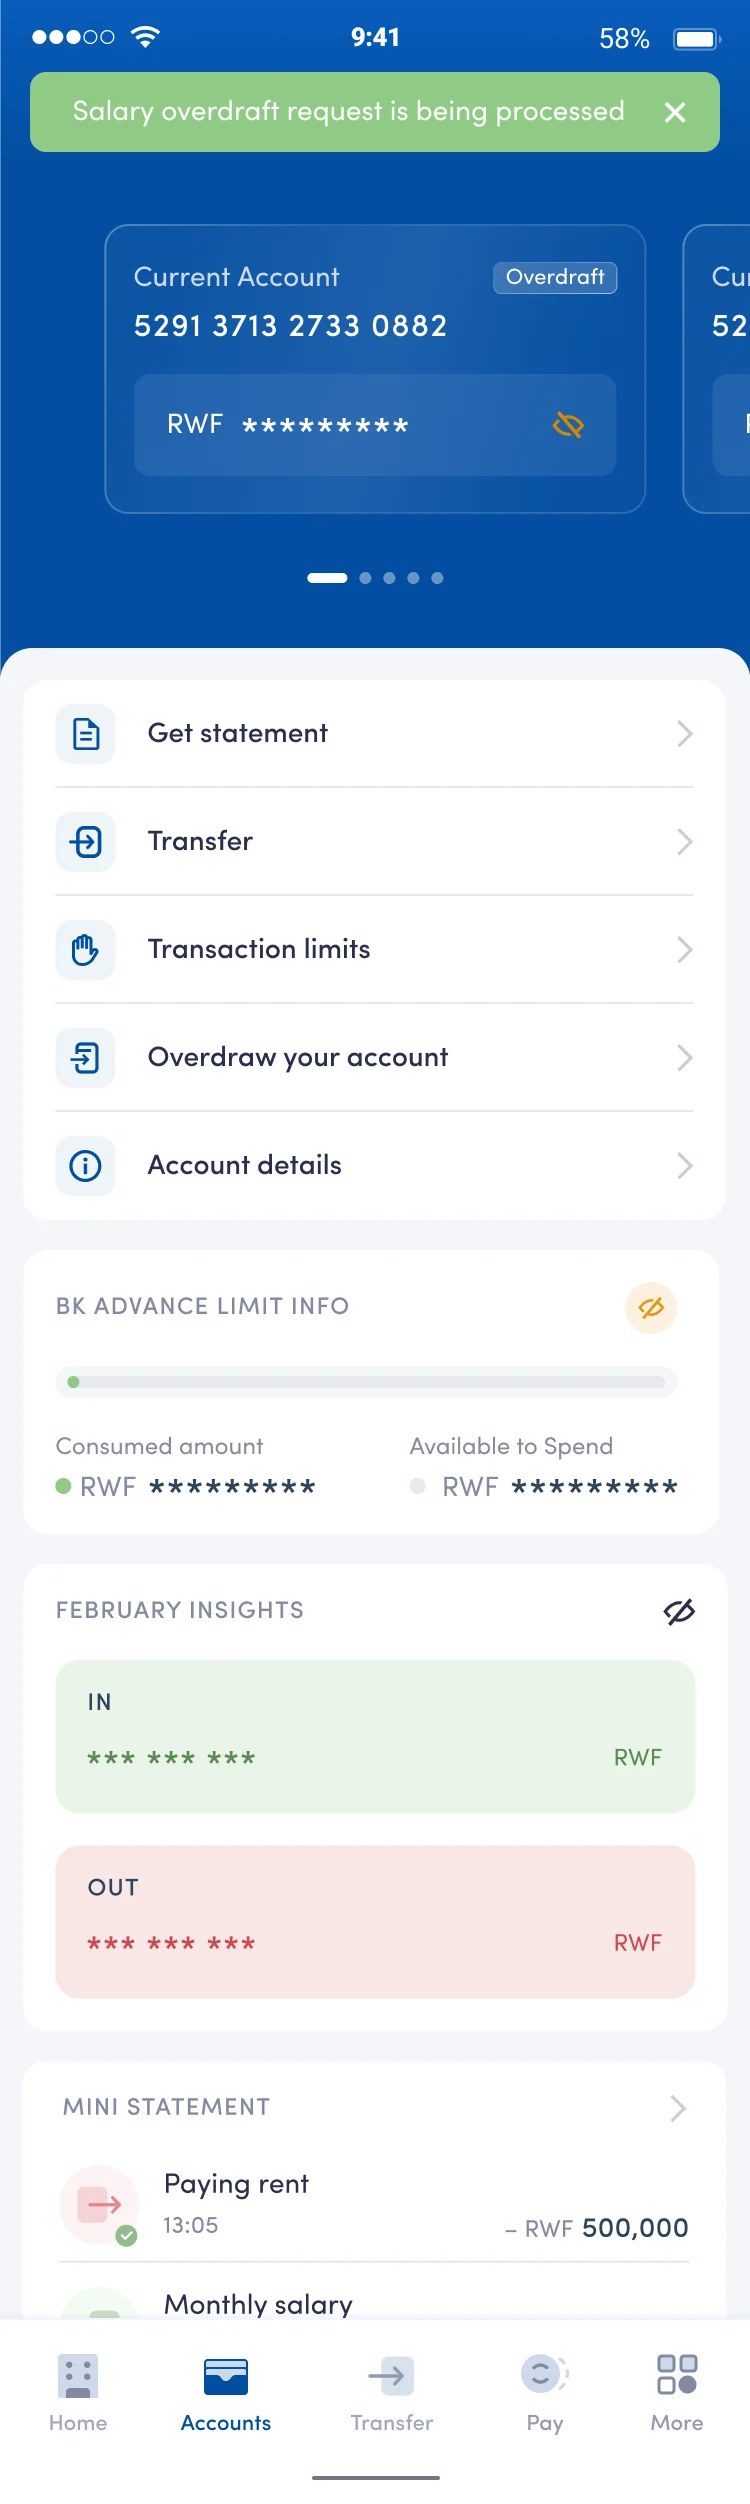 9:41
58%
Salary overdraft request is being processed
Current Account
Overdraft
5291 3713 2733 0882
RWF *********
Cur
52
Get statement
Transfer
Transaction limits
Overdraw your account
Account details
BK ADVANCE LIMIT INFO
Consumed amount
Available to Spend
RWF *********
RWF *********
FEBRUARY INSIGHTS
IN
*** *** ***
RWF
OUT
*** *** ***
RWF
MINI STATEMENT
Paying rent
13:05
– RWF 500,000
Monthly salary
Home
Accounts
Transfer
Pay
More